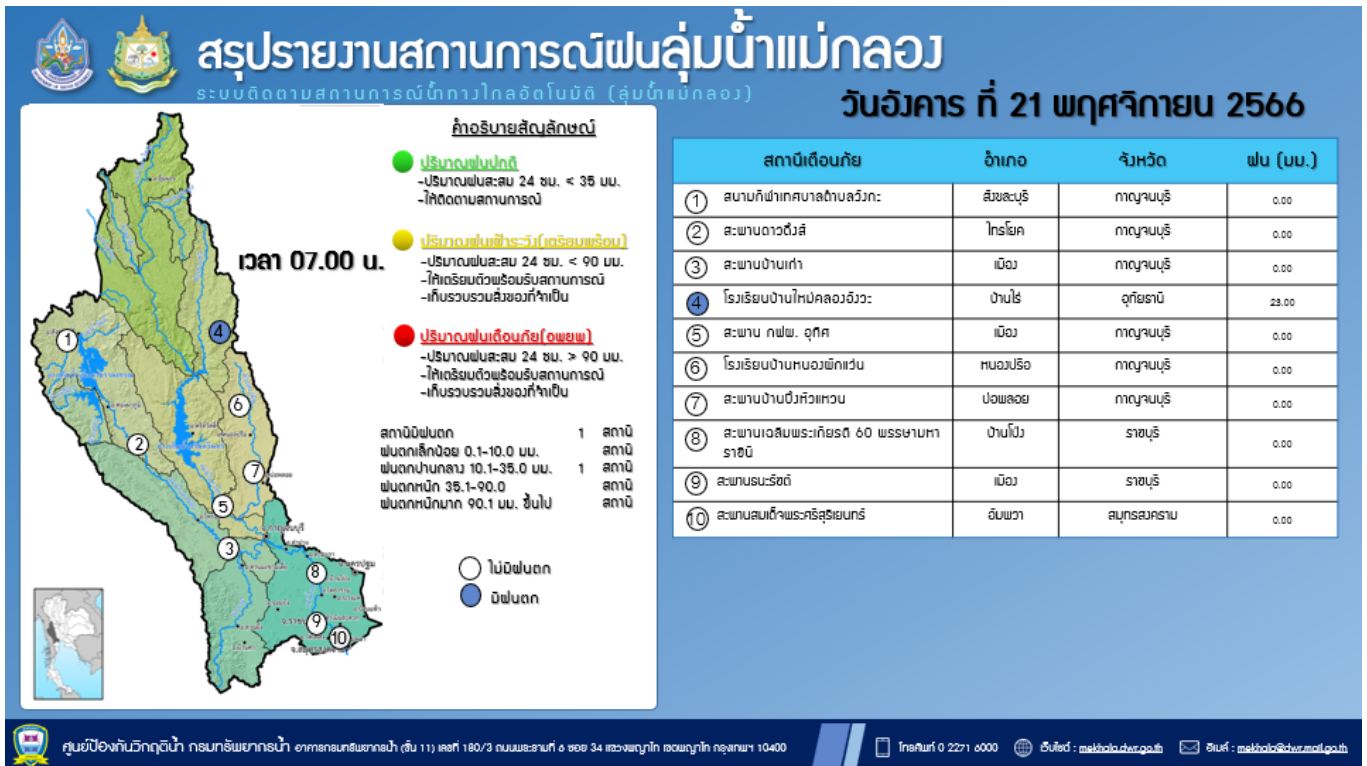 สรุปรายงานสถานการณ์ฝนลุ่มน้ำแม่กลอง
ระบบติดตามสถานการณ์น้ำทางไกลอัตโนมัติ (ลุ่มน้ำแม่กลอง)
วันอังคาร ที่ 21 พฤศจิกายน 2566
คำอธิบายสัญลักษณ์
ปริมาณฝนปกติ
-ปริมาณฝนสะสม 24 ชม. < 35 มม.
-ให้ติดตามสถานการณ์
ปริมาณฝนเฝ้าระวัง(เตรียมพร้อม)
-ปริมาณฝนสะสม 24 ชม. < 90 มม.
-ให้เตรียมตัวพร้อมรับสถานการณ์
-เก็บรวบรวมสิ่งของที่จำเป็น
ปริมาณฝนเตือนภัย(อพยพ)
-ปริมาณฝนสะสม 24 ชม. > 90 มม.
-ให้เตรียมตัวพร้อมรับสถานการณ์
-เก็บรวบรวมสิ่งของที่จำเป็น
เวลา 07.00 น.
1
4
6
2
7
5
3
8
9
10
สถานีมีฝนตก 1 สถานี
ฝนตกเล็กน้อย 0.1-10.0 มม. สถานี
ฝนตกปานกลาง 10.1-35.0 มม. 1 สถานี
ฝนตกหนัก 35.1-90.0 สถานี
ฝนตกหนักมาก 90.1 มม. ขึ้นไป สถานี
ไม่มีฝนตก
มีฝนตก
สถานีเตือนภัย อำเภอ จังหวัด ฝน (มม.)
1 สนามกีฬาเทศบาลตำบลวังกะ สังขละบุรี กาญจนบุรี 0.00
2 สะพานดาวดึงส์ ไทรโยค กาญจนบุรี 0.00
3 สะพานบ้านเก่า เมือง กาญจนบุรี 0.00
4 โรงเรียนบ้านใหม่คลองอังวะ บ้านไร่ อุทัยธานี 23.00
5 สะพาน กฟผ. อุทิศ เมือง กาญจนบุรี 0.00
6 โรงเรียนบ้านหนองผักแว่น หนองปรือ กาญจนบุรี 0.00
7 สะพานบ้านบึงหัวแหวน บ่อพลอย กาญจนบุรี 0.00
8 สะพานเฉลิมพระเกียรติ 60 พรรษามหา
ราชินี บ้านโป่ง ราชบุรี 0.00
9 สะพานธนะรัชต์ เมือง ราชบุรี 0.00
10 สะพานสมเด็จพระศรีสุริเยนทร์ อัมพวา สมุทรสงคราม 0.00
ศูนย์ป้องกันวิกฤติน้ำ กรมทรัพยากรน้ำ อาคารกรมทรัพยากรน้ำ (ชั้น 11) เลขที่ 180/3 ถนนพระรามที่ 6 ซอย 34 แขวงพญาไท เขตพญาไท กรุงเทพฯ 10400
โทรศัพท์ 0 2271 6000
เว็บไซต์ : mekhala.dwr.go.th
อีเมล์ : mekhala@dwr.mail.go.th